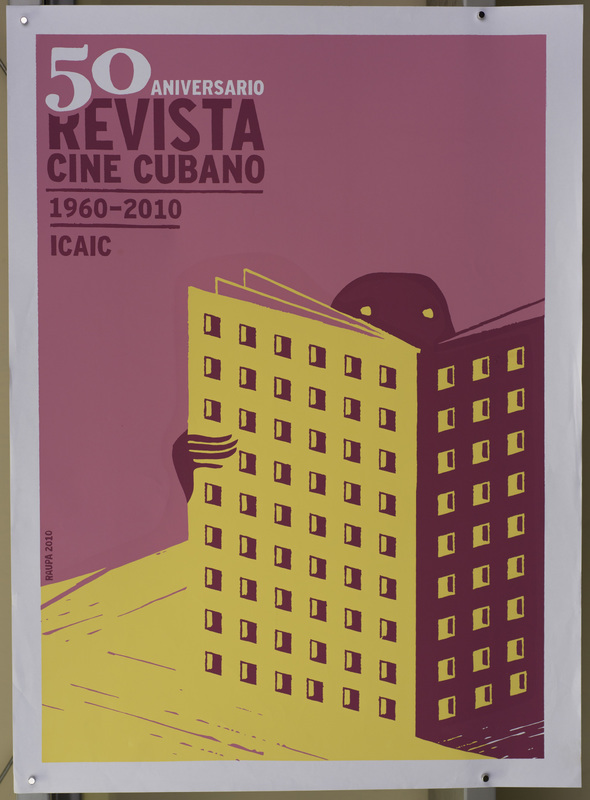 50 ANIVERSARIO
REVISTA
CINE CUBANO
1960-2010
ICAIC
RAUPA 2010